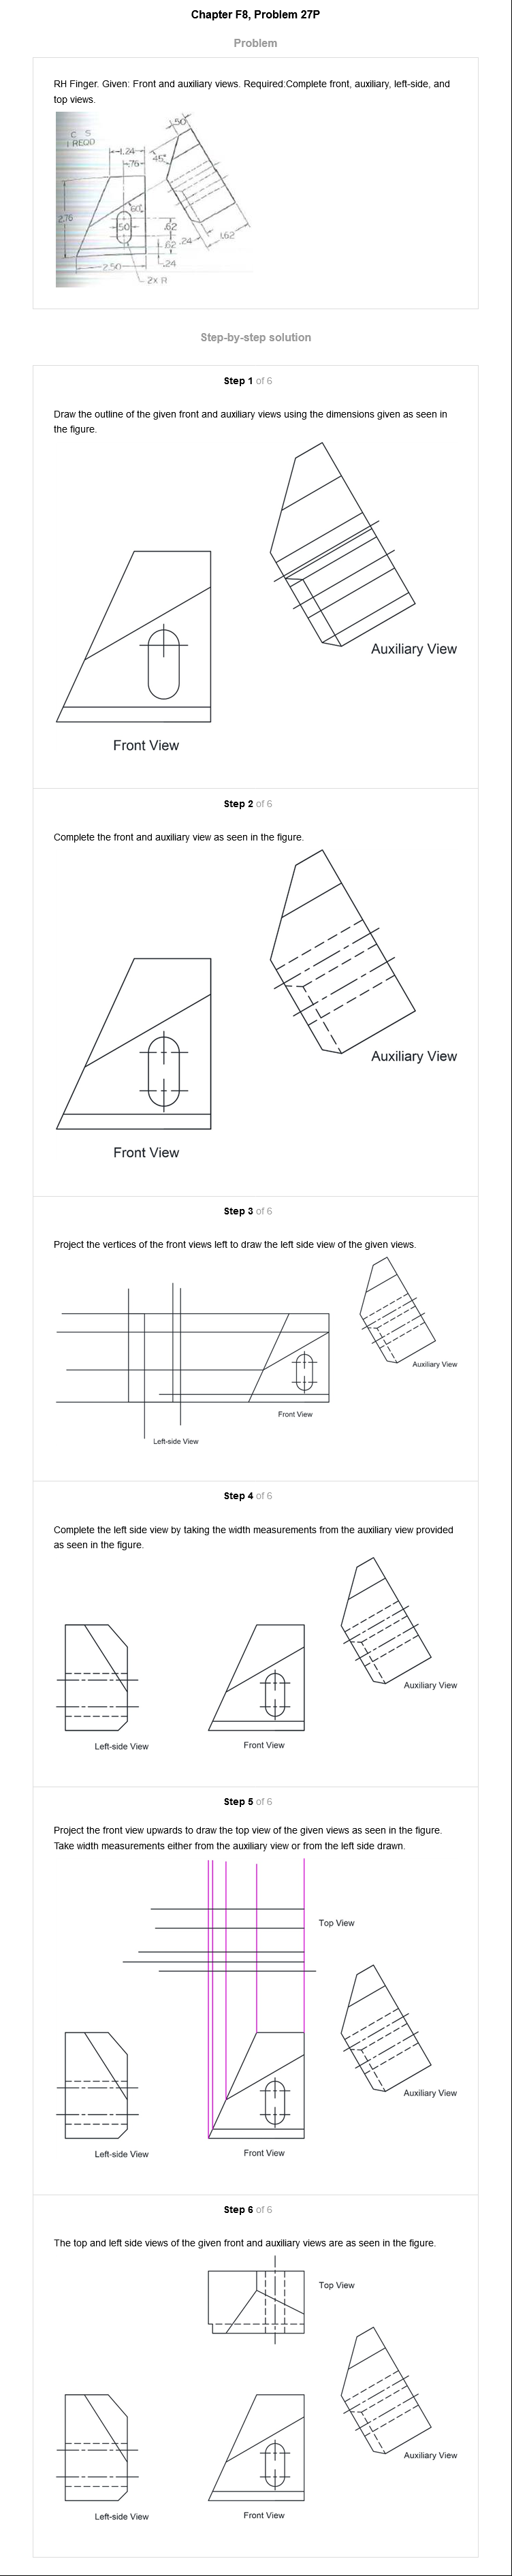 Chapter F8, Problem 27P
Problem
RH Finger. Given: Front and auxiliary views. Required:Complete front, auxiliary, left-side, and
top views.
C S
1 REQD
.50
1.24
.76
45°
60°
2.76
.50
.62
.62
.24
1.62
.24
2.50
2X R
Step-by-step solution
Step 1 of 6
Draw the outline of the given front and auxiliary views using the dimensions given as seen in
the figure.
Auxiliary View
Front View
Step 2 of 6
Complete the front and auxiliary view as seen in the figure.
Auxiliary View
Front View
Step 3 of 6
Project the vertices of the front views left to draw the left side view of the given views.
Auxiliary View
Front View
Left-side View
Step 4 of 6
Complete the left side view by taking the width measurements from the auxiliary view provided
as seen in the figure.
Auxiliary View
Left-side View
Front View
Step 5 of 6
Project the front view upwards to draw the top view of the given views as seen in the figure.
Take width measurements either from the auxiliary view or from the left side drawn.
Top View
Auxiliary View
Left-side View
Front View
Step 6 of 6
The top and left side views of the given front and auxiliary views are as seen in the figure.
Top View
Auxiliary View
Left-side View
Front View